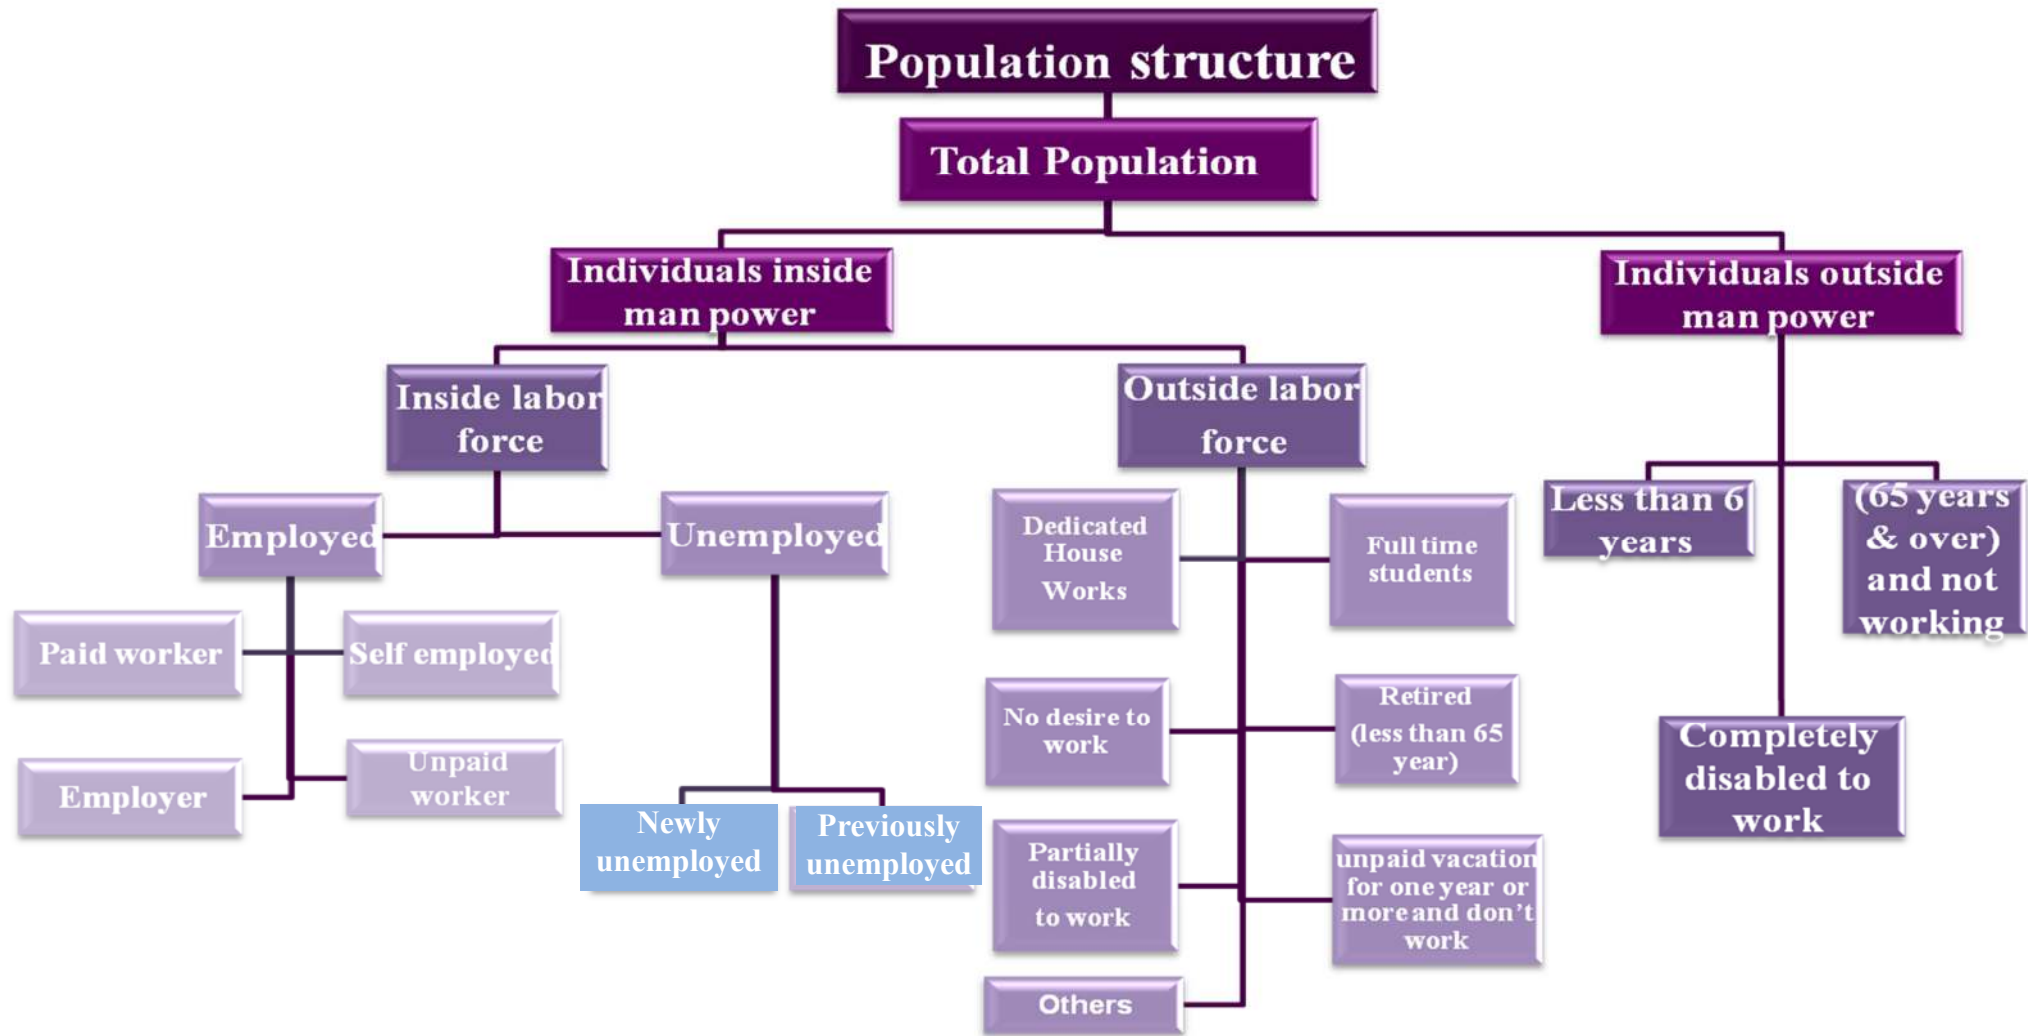 Population structure
Total Population
Individuals inside
man power
Individuals outside
man power
Inside labor
force
Outside labor
force
Less than 6
years
(65 years
& over)
and not
working
Employed
Unemployed
Dedicated
House
Works
Full time
students
Paid worker
Self employed
No desire to
work
Retired
(less than 65
year)
Completely
disabled to
work
Employer
Unpaid
worker
Newly
unemployed
Previously
unemployed
Partially
disabled
to work
unpaid vacation
for one year or
more and don't
work
Others